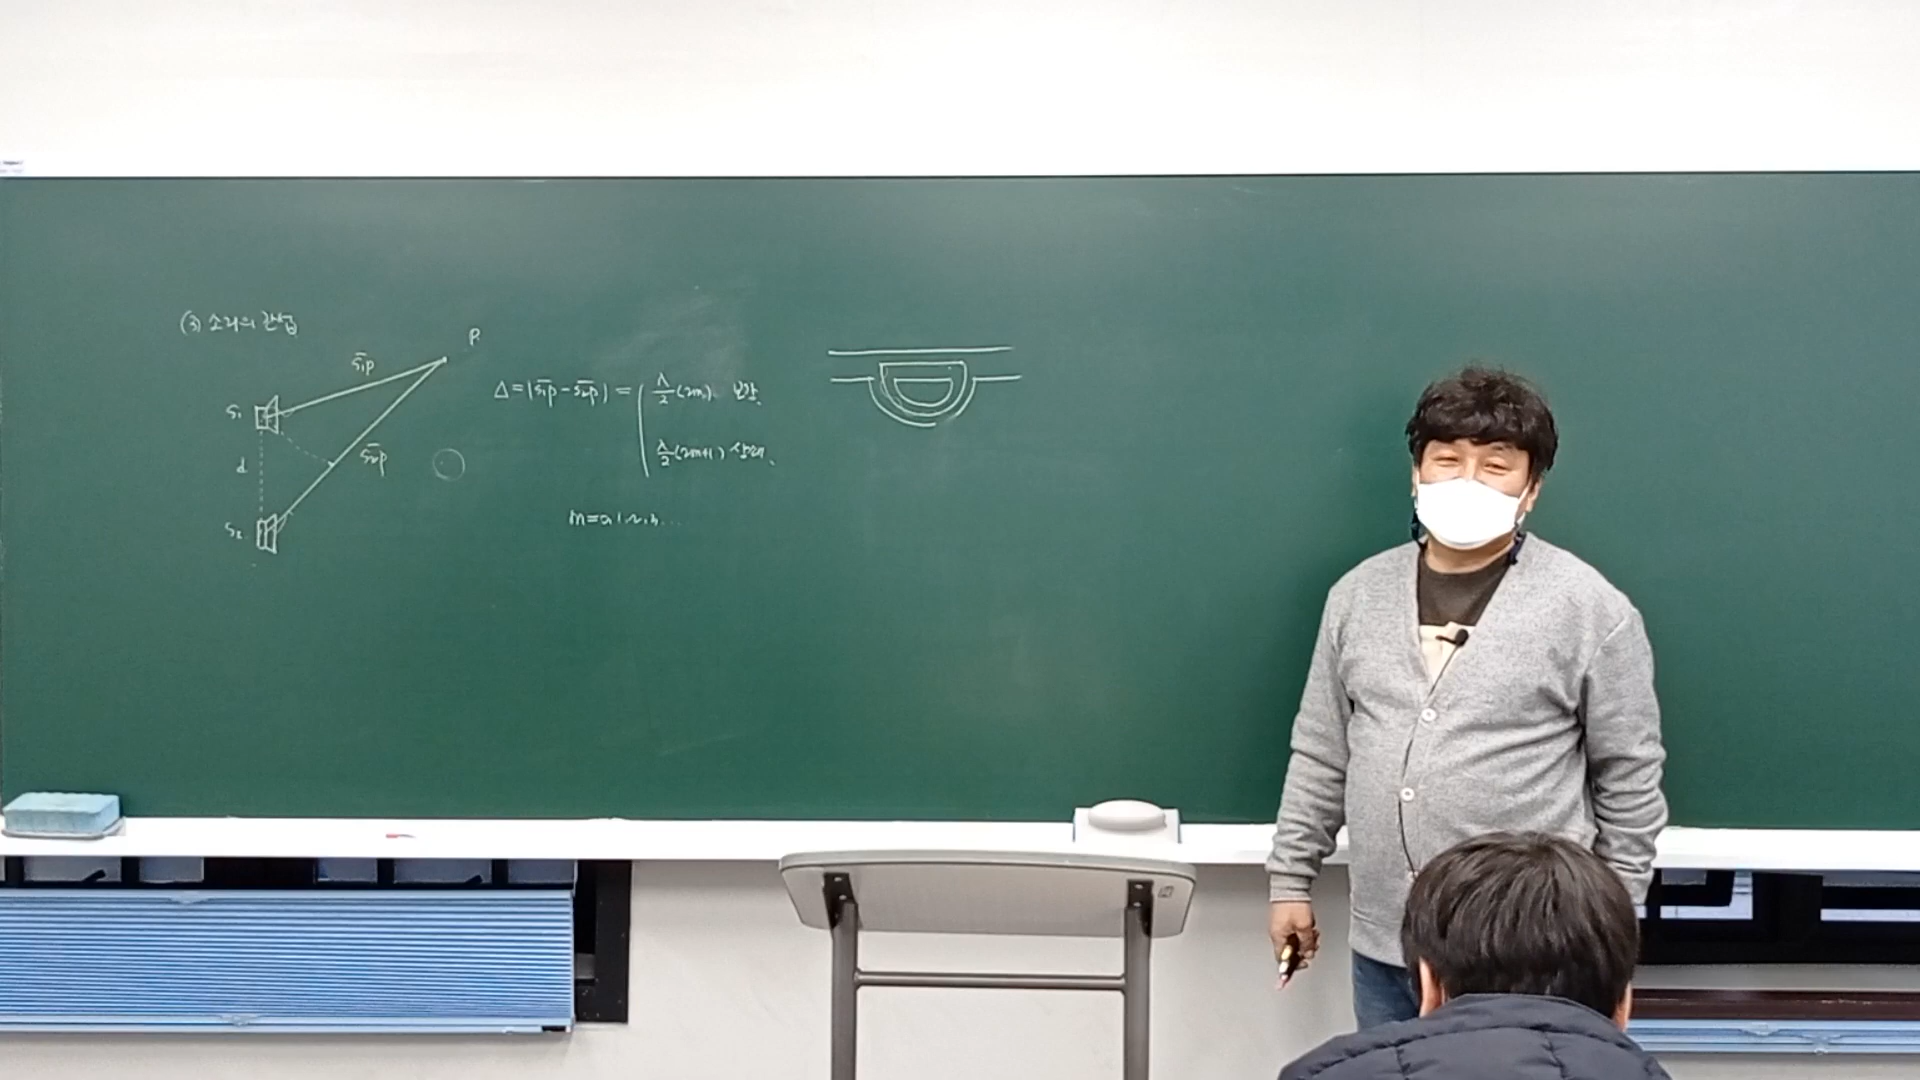 (3) 소리의 간섭
P
S₁P
S₁
Δ = |S₁P - S₂P| = λ/2 (2m) 보강.
λ/2 (2m+1) 상쇄.
S₂P
d
S₂
m = 0, 1, 2, 3, ...